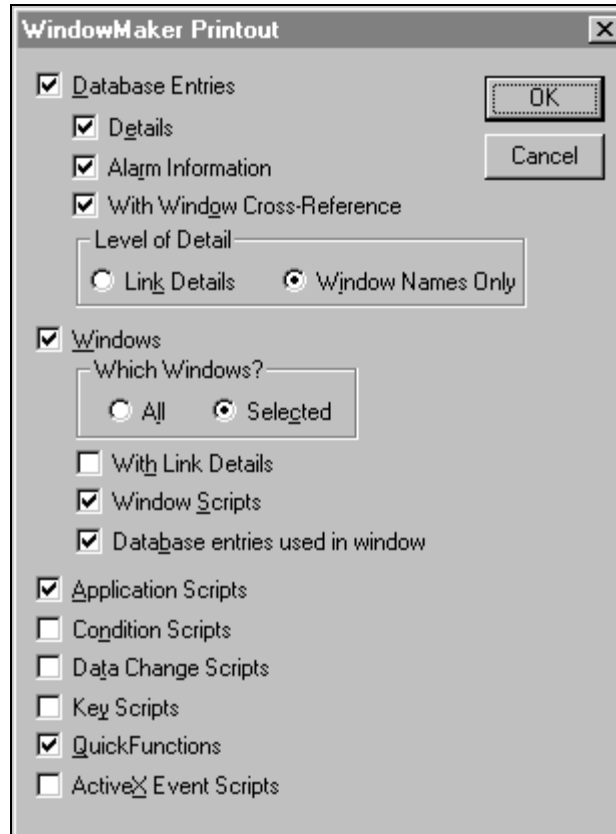 WindowMaker Printout
Database Entries
OK
Details
Cancel
Alarm Information
With Window Cross-Reference
Level of Detail
Link Details Window Names Only
Windows
Which Windows?
All Selected
With Link Details
Window Scripts
Database entries used in window
Application Scripts
Condition Scripts
Data Change Scripts
Key Scripts
QuickFunctions
ActiveX Event Scripts